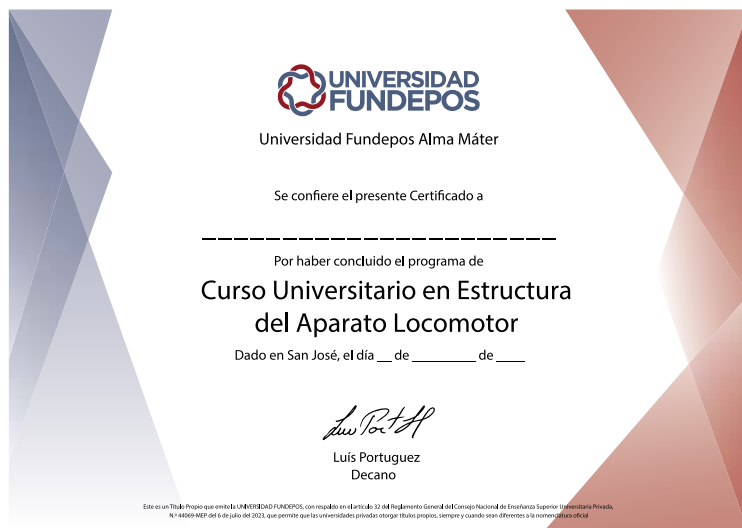 UNIVERSIDAD
FUNDEPOS
Universidad Fundepos Alma Máter
Se confiere el presente Certificado a
_______________________
Por haber concluido el programa de
Curso Universitario en Estructura
del Aparato Locomotor
Dado en San José, el día __ de ________ de ____
Luís Portuguez
Decano
Este es un Título Propio que emite la UNIVERSIDAD FUNDEPOS, con respaldo en el artículo 32 del Reglamento General del Consejo Nacional de Enseñanza Superior Universitaria Privada,
N.º 44069-MEP del 6 de julio del 2023, que permite que las universidades privadas otorgar títulos propios, siempre y cuando sean diferentes a la nomenclatura oficial